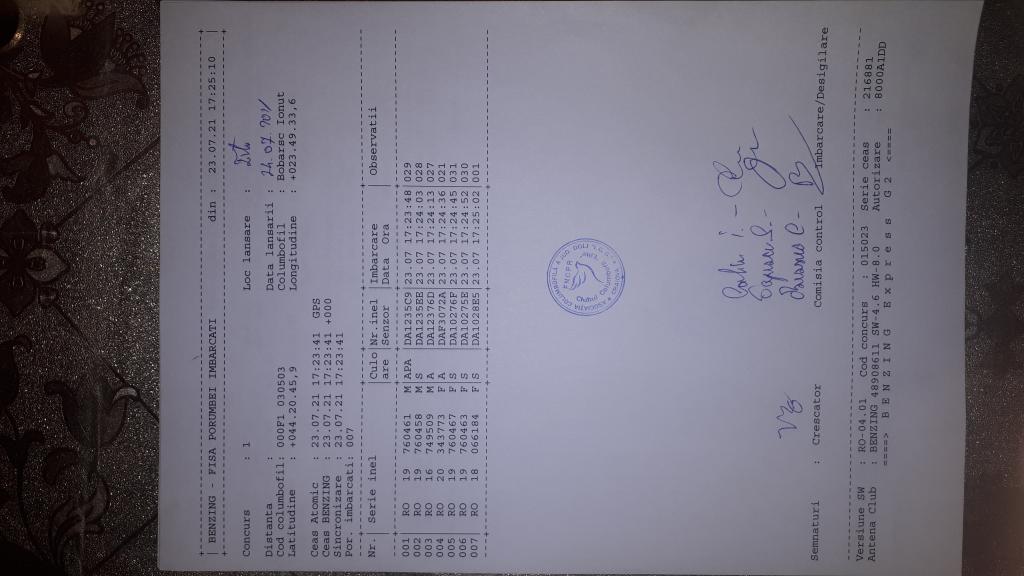 BENZING - FISA PORUMBEI IMBARCATI din : 23.07.21 17:25:10
Concurs : 1 Loc lansare :
Distanta : Data lansarii : 24.07.2021
Cod columbofil: 000F1 030503 Columbofil : Bobarsc Ionut
Latitudine : +044.20.45,9 Longitudine : +023.49.33,6
Ceas Atomic : 23.07.21 17:23:41 GPS
Ceas BENZING : 23.07.21 17:23:41 +000
Sincronizare : 23.07.21 17:23:41
Por. imbarcati: 007
Nr. | Serie inel | Culo | Nr.inel | Imbarcare | Observatii
are | Senzor | Data Ora
001 RO 19 760461 M APA DA1235C9 23.07 17:23:48 029
002 RO 19 760458 M S DA1235EE 23.07 17:24:03 028
003 RO 16 749509 M A DA12376D 23.07 17:24:13 027
004 RO 20 343773 F A DAF3072A 23.07 17:24:36 021
005 RO 19 760467 F S DA10276F 23.07 17:24:45 031
006 RO 19 760463 F S DA10275E 23.07 17:24:52 030
007 RO 18 066184 F S DA1028E5 23.07 17:25:02 001
FNCPR
Semnaturi : Crescator Comisia control Imbarcare/Desigilare
Versiune SW : RO-04.01 Cod concurs : 015023 Serie ceas : 216881
Antena Club : BENZING 48908611 SW-4.6 HW-8.0 Autorizare : 8000A1DD
====> B E N Z I N G E x p r e s s G 2 <====